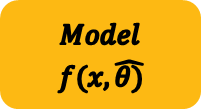 Model
f(x, θ̂)